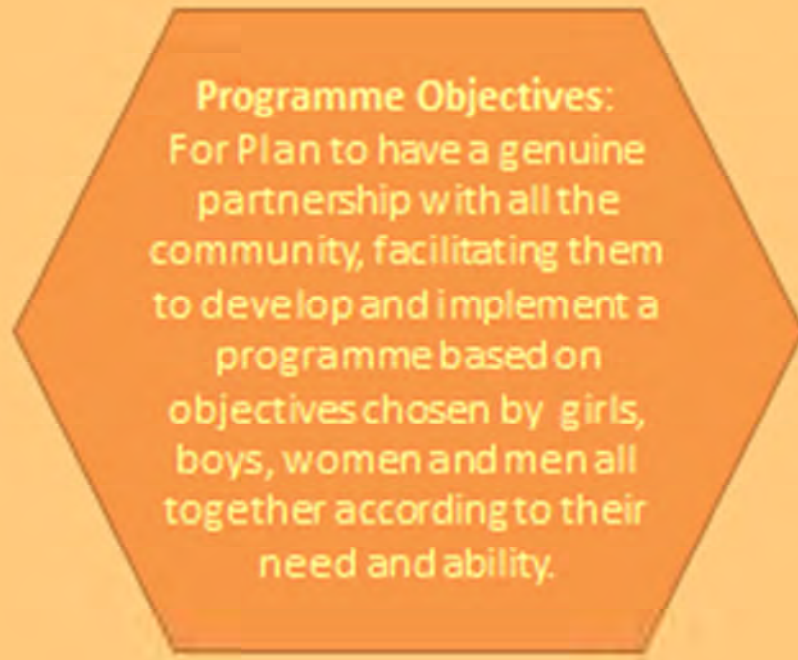 Programme Objectives:
For Plan to have a genuine
partnership with all the
community, facilitating them
to develop and implement a
programme based on
objectives chosen by girls,
boys, women and men all
together according to their
need and ability.